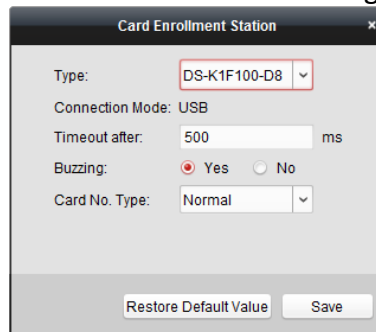 Card Enrollment Station ×
Type: DS-K1F100-D8
Connection Mode: USB
Timeout after: 500 ms
Buzzing: Yes No
Card No. Type: Normal
Restore Default Value Save